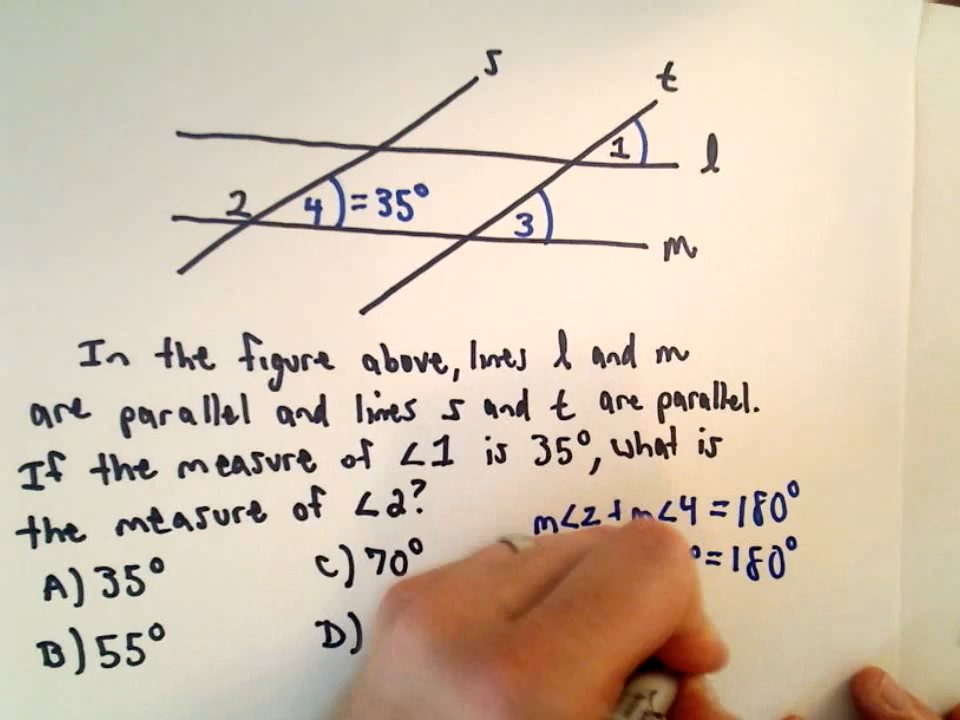 s
t
1
l
2
4 = 35°
3
m
In the figure above, lines l and m
are parallel and lines s and t are parallel.
If the measure of ∠1 is 35°, what is
the measure of ∠2?
m∠2 + m∠4 = 180°
° = 180°
A) 35°
C) 70°
B) 55°
D)